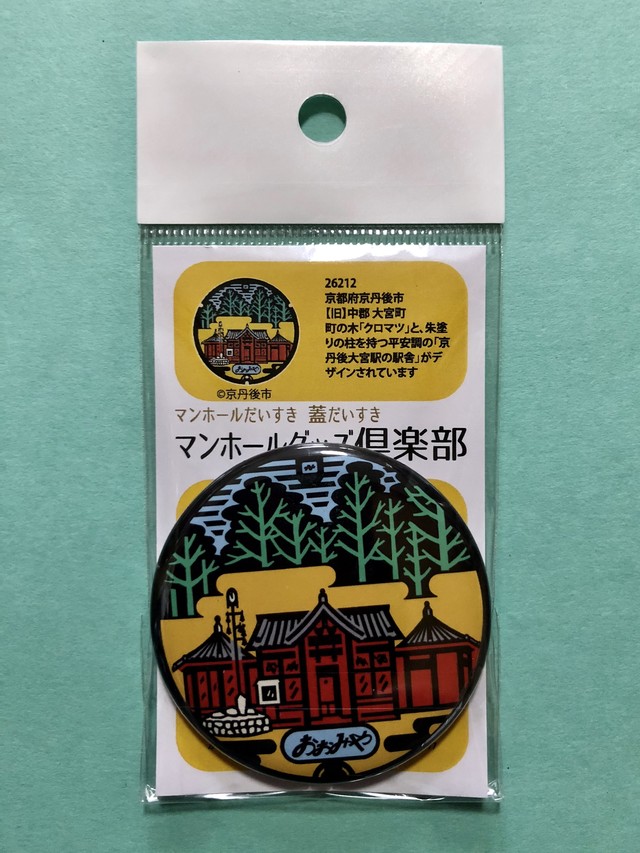 26212
京都府京丹後市
【旧】中郡 大宮町
町の木「クロマツ」と、朱塗
りの柱を持つ平安調の「京
丹後大宮駅の駅舎」がデ
ザインされています
©京丹後市
マンホールだいすき 蓋だいすき
マンホールグッズ倶楽部
おおみや